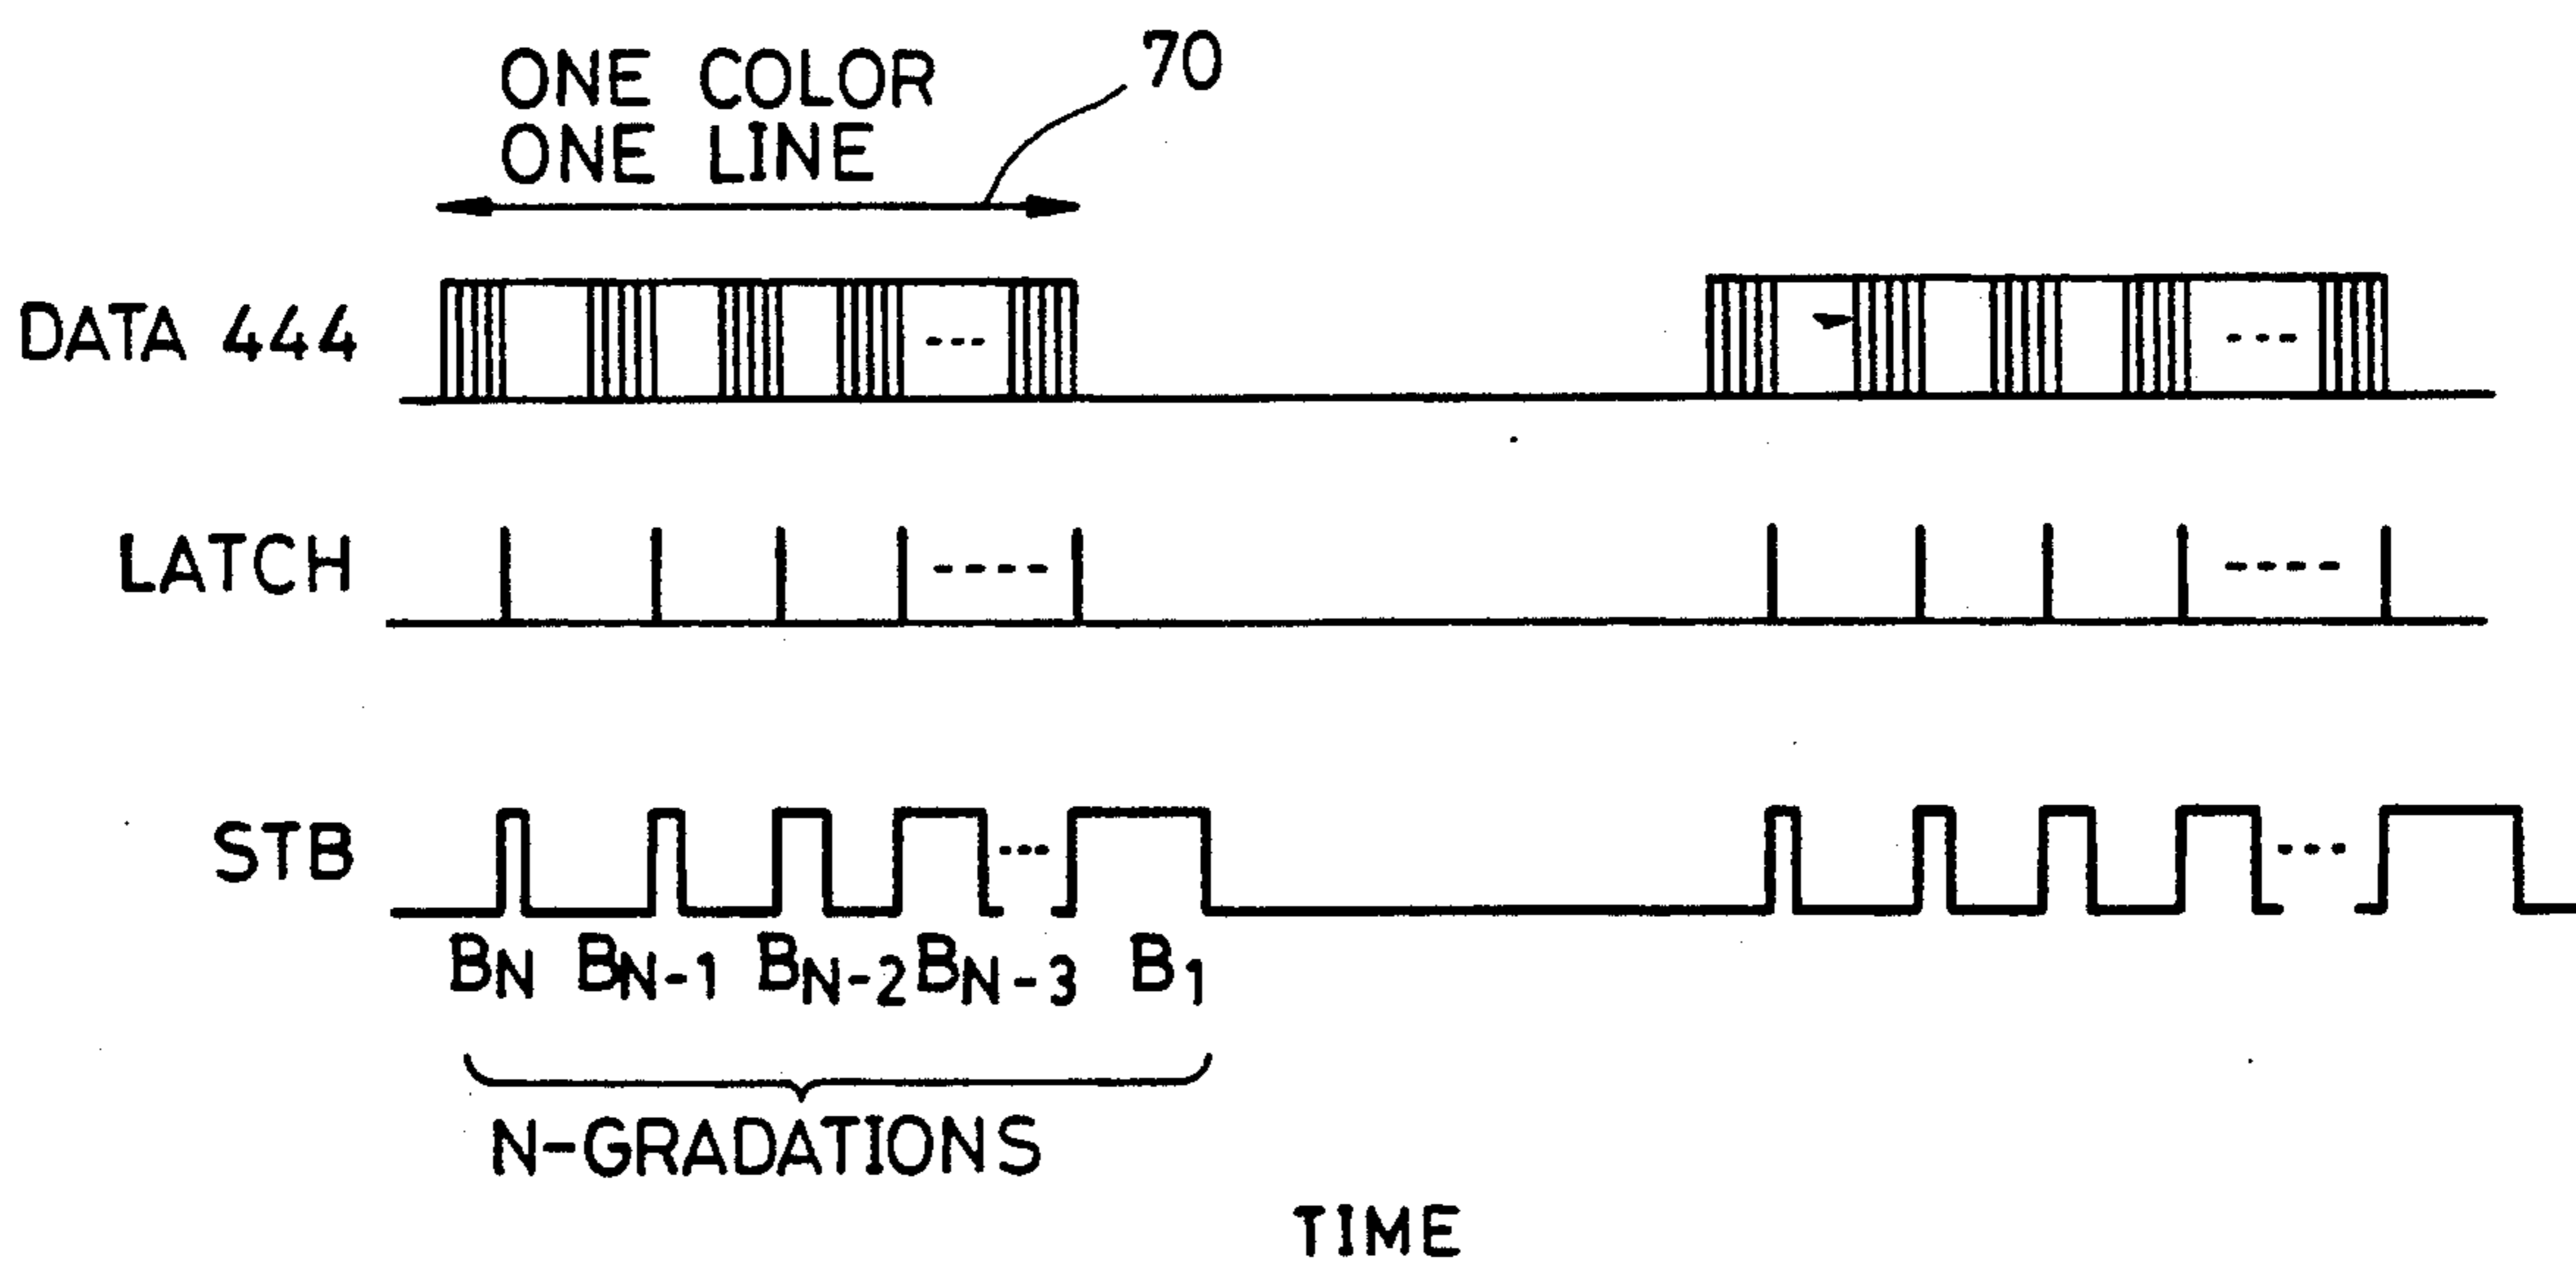 ONE COLOR
ONE LINE
70
DATA 444
LATCH
STB
BN BN-1 BN-2 BN-3 B1
N-GRADATIONS
TIME